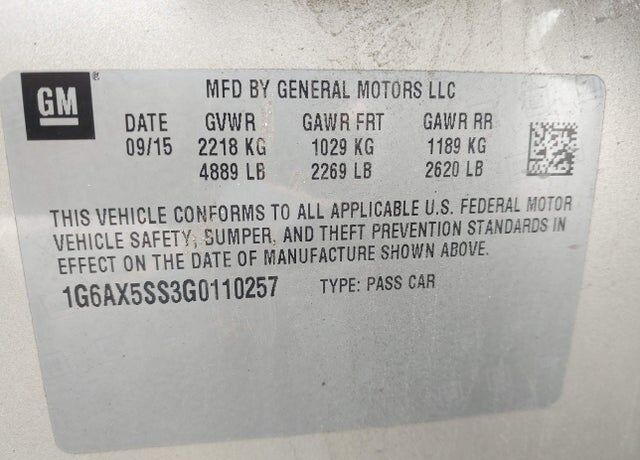 GM
MFD BY GENERAL MOTORS LLC
DATE GVWR GAWR FRT GAWR RR
09/15 2218 KG 1029 KG 1189 KG
4889 LB 2269 LB 2620 LB
THIS VEHICLE CONFORMS TO ALL APPLICABLE U.S. FEDERAL MOTOR
VEHICLE SAFETY, BUMPER, AND THEFT PREVENTION STANDARDS IN
EFFECT ON THE DATE OF MANUFACTURE SHOWN ABOVE.
1G6AX5SS3G0110257 TYPE: PASS CAR